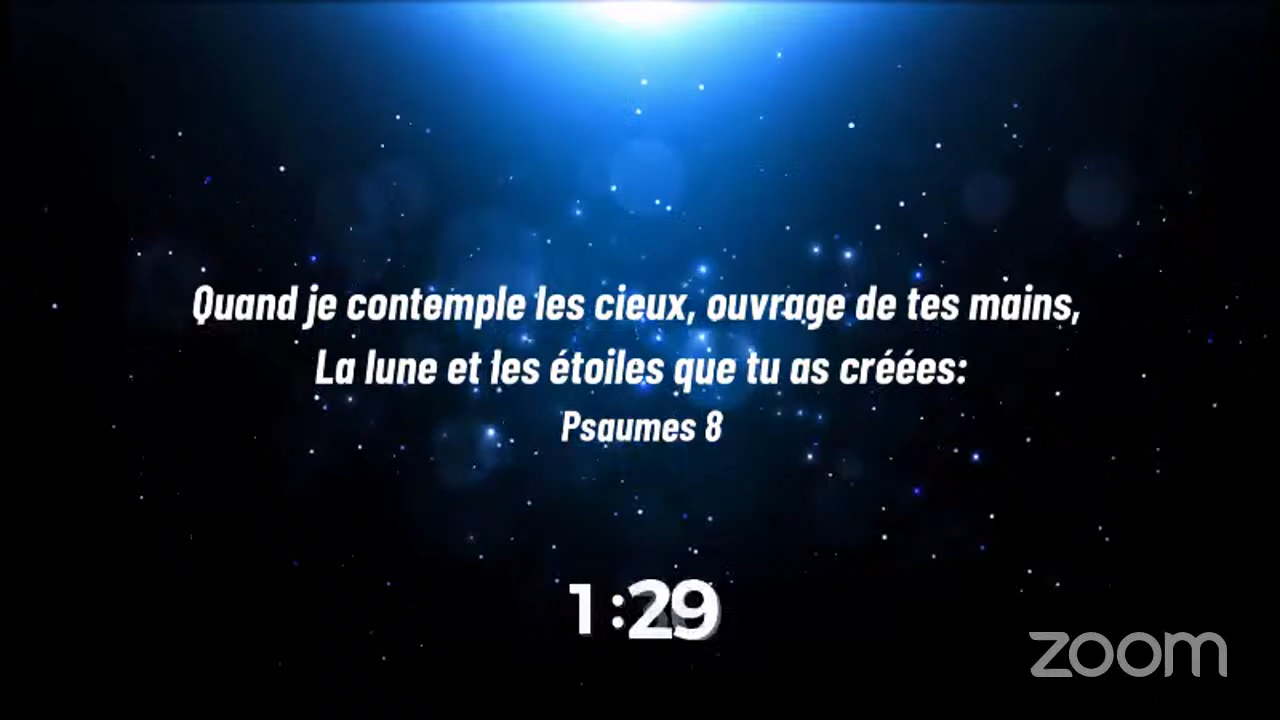 Quand je contemple les cieux, ouvrage de tes mains,
La lune et les étoiles que tu as créées:
Psaumes 8
1:29
zoom